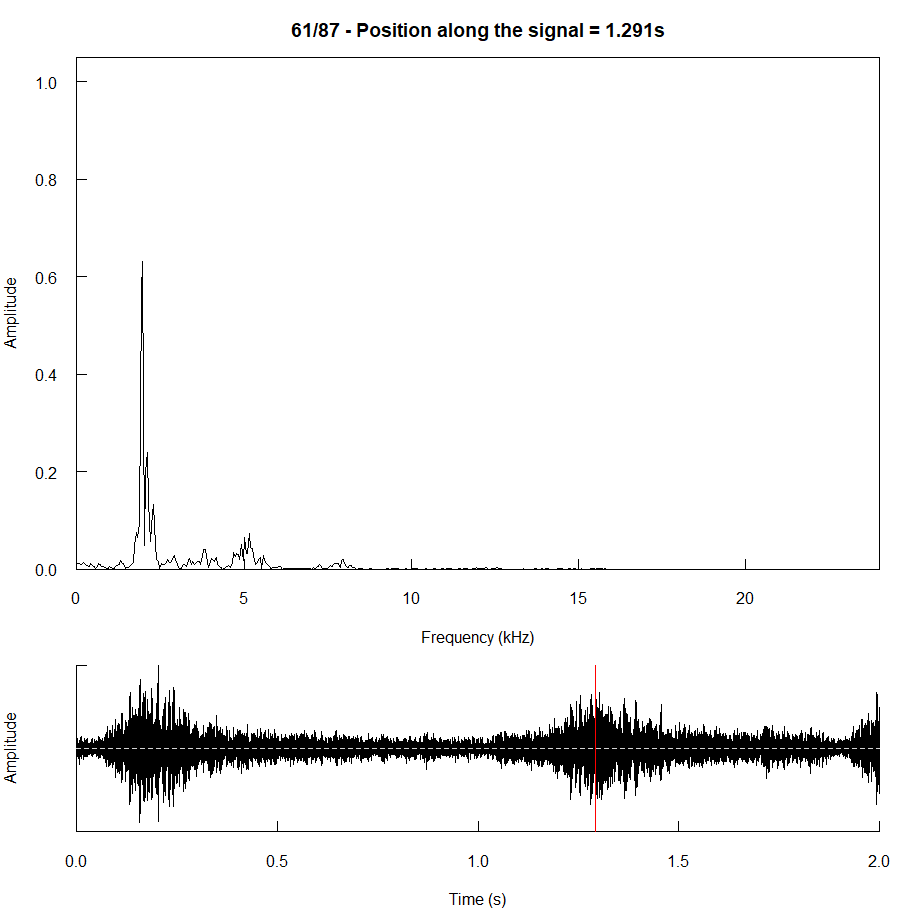 61/87 - Position along the signal = 1.291s
1.0
0.8
0.6
0.4
0.2
0.0
Amplitude
0 5 10 15 20
Frequency (kHz)
Amplitude
0.0 0.5 1.0 1.5 2.0
Time (s)